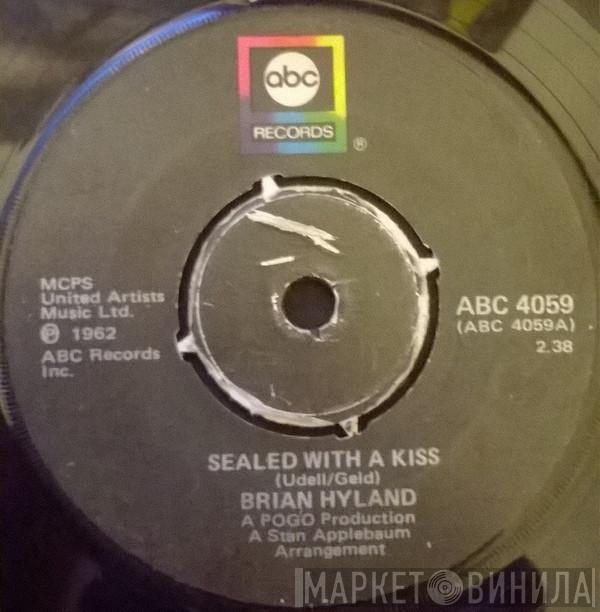 abc
RECORDS
®
MCPS
United Artists
Music Ltd.
℗ 1962
ABC Records
Inc.
ABC 4059
(ABC 4059A)
2.38
SEALED WITH A KISS
(Udell/Geld)
BRIAN HYLAND
A POGO Production
A Stan Applebaum
Arrangement
МАРКЕТ ВИНИЛА